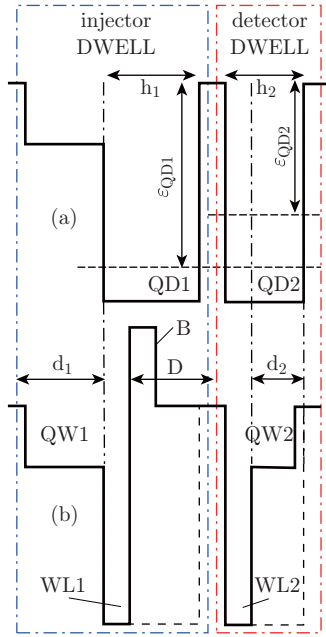 injector
DWELL
detector
DWELL
h₁
h₂
εQD1
εQD2
(a)
QD1
QD2
B
d₁
D
d₂
QW1
QW2
(b)
WL1
WL2